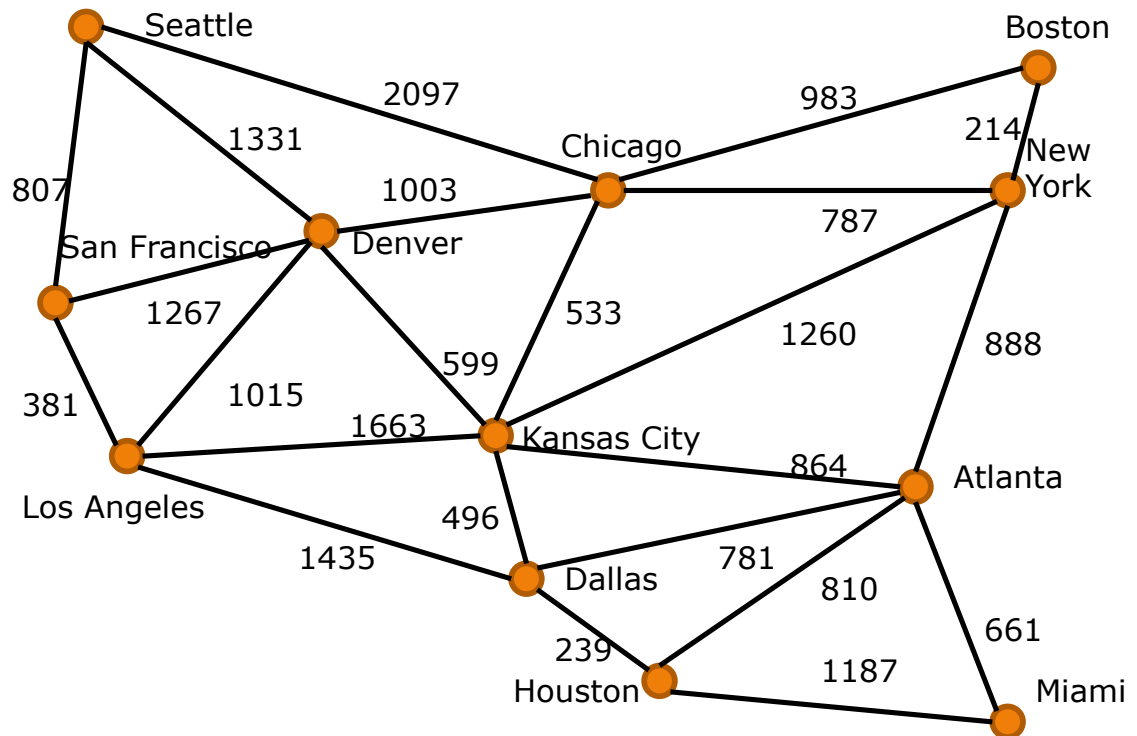 Seattle
Boston
2097
983
1331
214
Chicago
New
York
807
1003
787
San Francisco
Denver
1267
533
1260
888
599
381
1015
1663
Kansas City
864
Atlanta
Los Angeles
496
1435
781
Dallas
810
239
661
1187
Houston
Miami